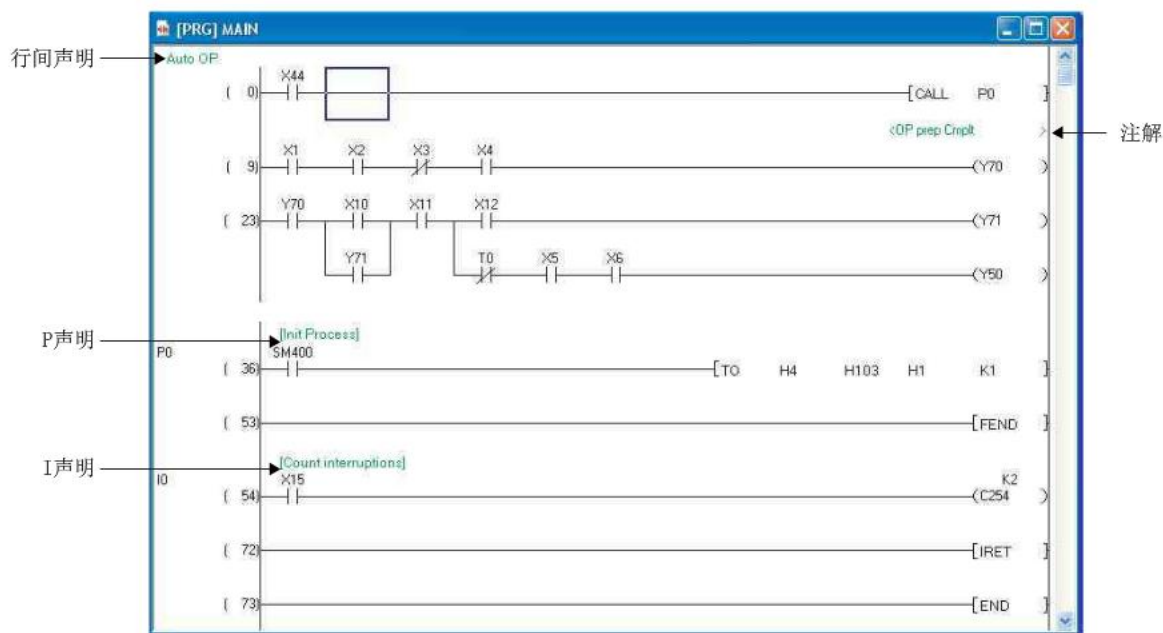 [PRG] MAIN
行间声明
Auto OP
X44
( 0)
[CALL P0 ]
<OP prep Cmplt >
注解
X1 X2 X3 X4
( 9) (Y70 )
Y70 X10 X11 X12
( 23) (Y71 )
Y71 T0 X5 X6
(Y50 )
P声明
[Init Process]
P0 SM400
( 36) [TO H4 H103 H1 K1 ]
( 53) [FEND ]
I声明
[Count interruptions]
I0 X15 K2
( 54) (C254 )
( 72) [IRET ]
( 73) [END ]